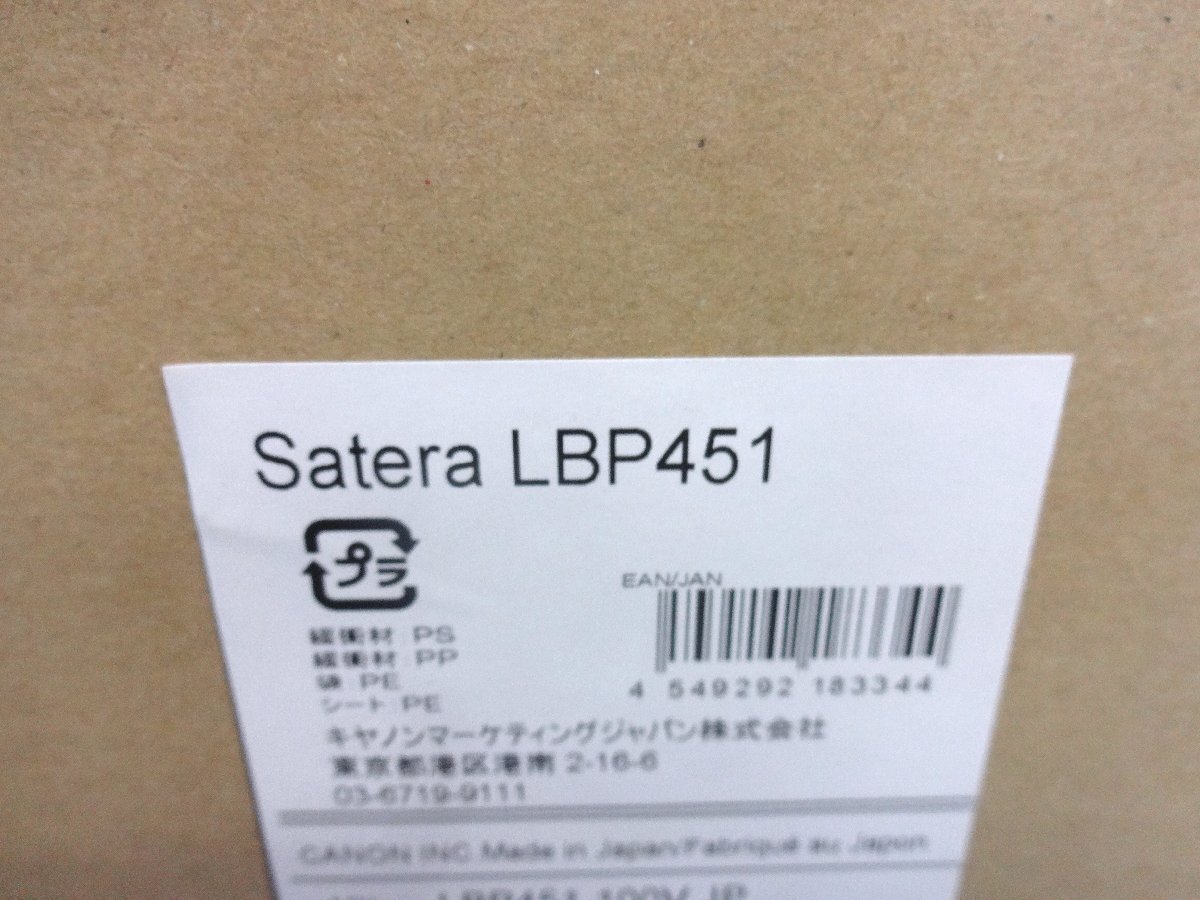 Satera LBP451
プラ
EAN/JAN
緩衝材:PS
緩衝材:PP
袋:PE
シート:PE
4 549292 183344
キヤノンマーケティングジャパン株式会社
東京都港区港南 2-16-6
03-6719-9111
CANON INC. Made in Japan/Fabriqué au Japon
LBP451 100V JP